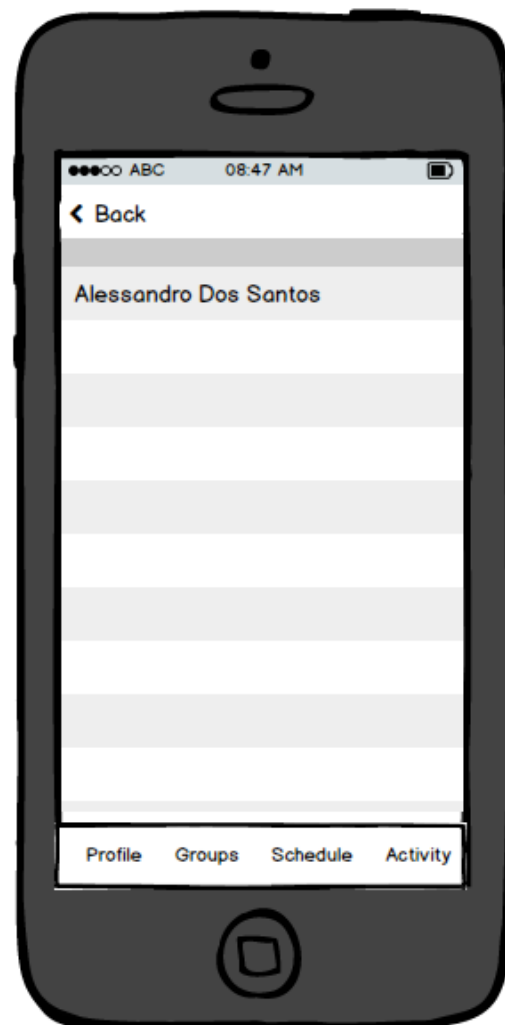 ABC 08:47 AM
Back
Alessandro Dos Santos
Profile Groups Schedule Activity